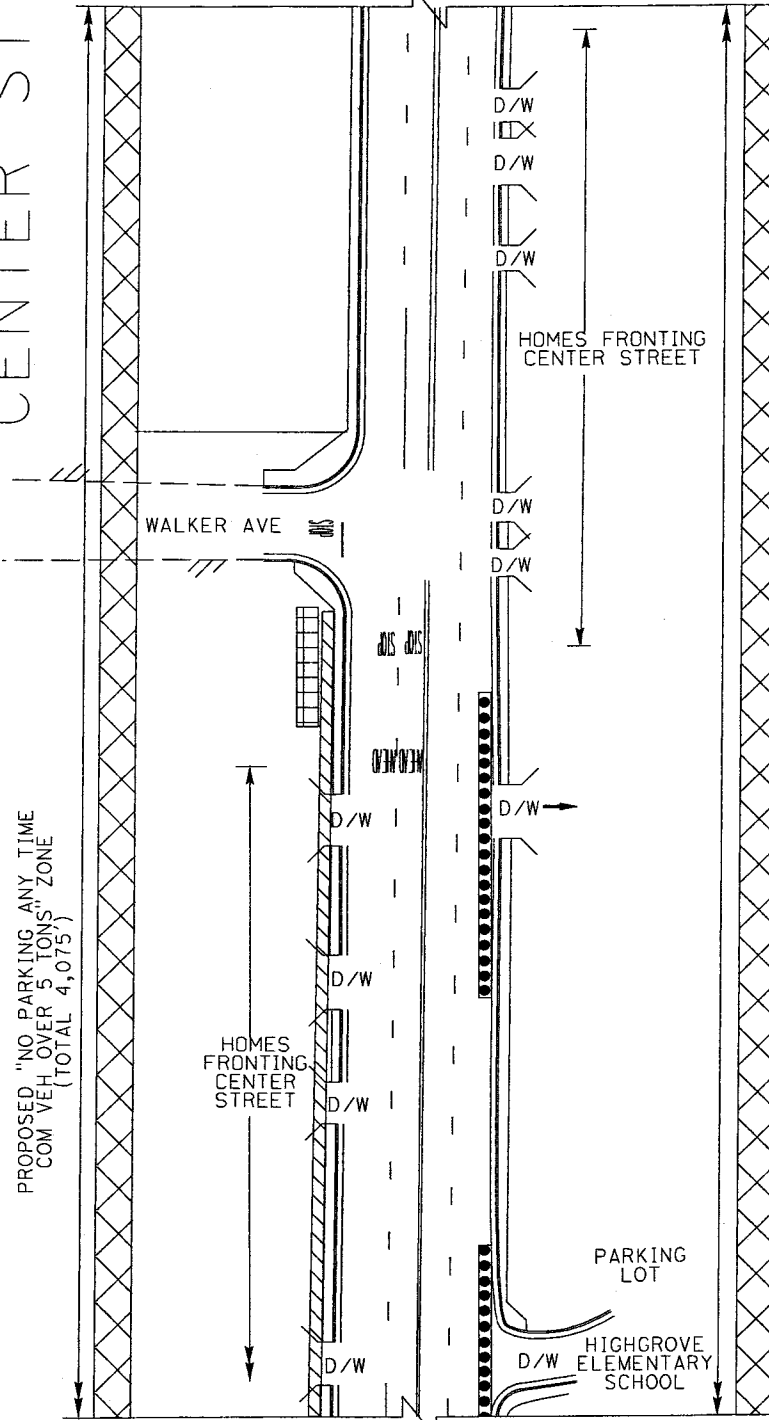 CENTER ST
D/W
D/W
D/W
HOMES FRONTING
CENTER STREET
D/W
WALKER AVE
STOP
D/W
STOP STOP
AHEAD AHEAD
D/W
D/W
PROPOSED "NO PARKING ANY TIME
COM VEH OVER 5 TONS" ZONE
(TOTAL 4,075')
D/W
HOMES
FRONTING
CENTER
STREET
D/W
PARKING
LOT
D/W
D/W
HIGHGROVE
ELEMENTARY
SCHOOL